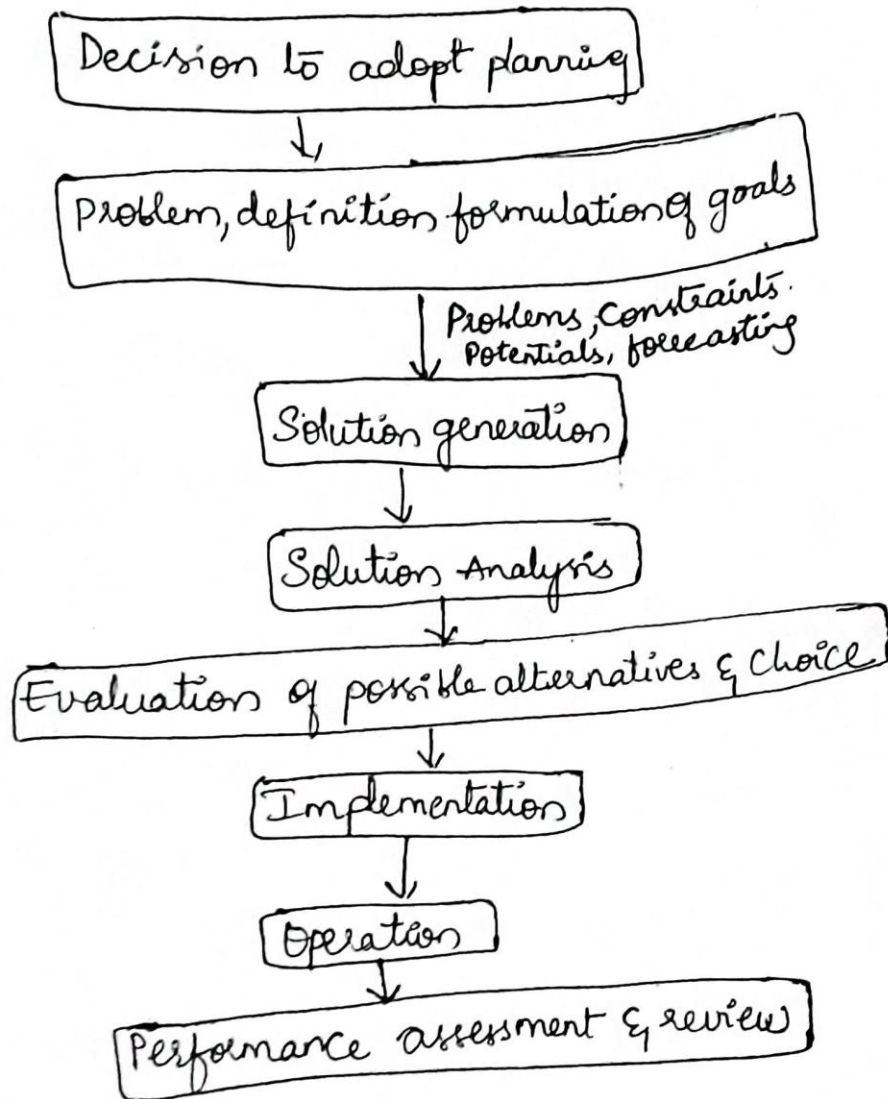 Decision to adopt planning
Problem, definition formulation of goals
Problems, Constraints.
Potentials, forecasting
Solution generation
Solution Analysis
Evaluation of possible alternatives & choice
Implementation
Operation
Performance assessment & review